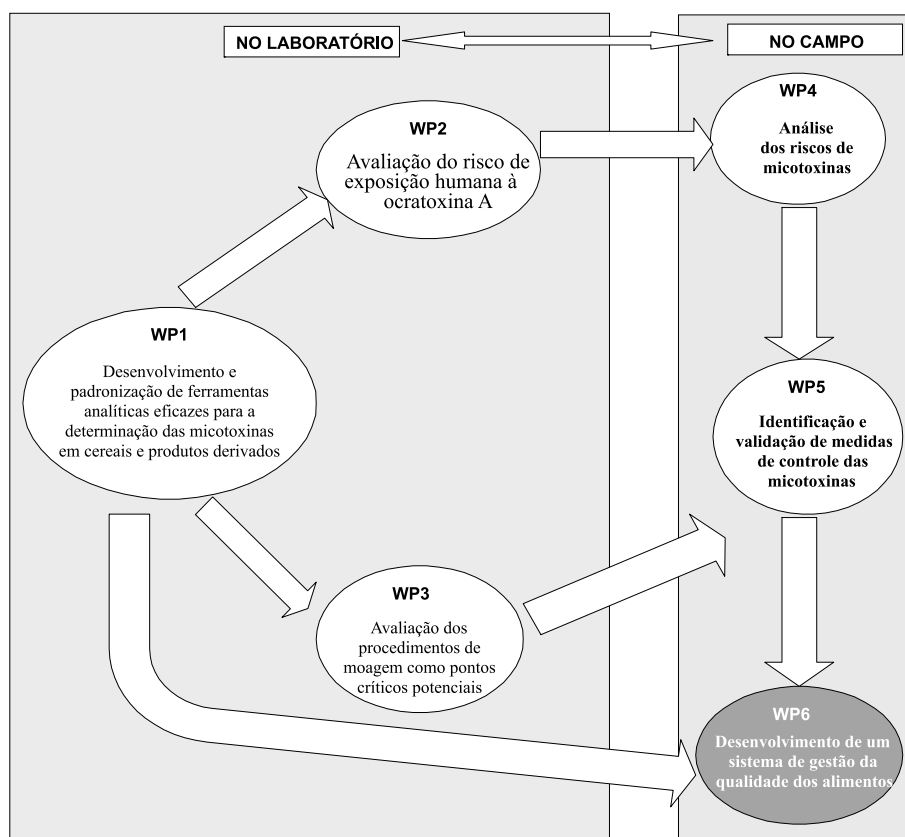 NO LABORATÓRIO
NO CAMPO
WP4
Análise
dos riscos de
micotoxinas
WP2
Avaliação do risco de
exposição humana à
ocratoxina A
WP1
Desenvolvimento e
padronização de ferramentas
analíticas eficazes para a
determinação das micotoxinas
em cereais e produtos derivados
WP5
Identificação e
validação de medidas
de controle das
micotoxinas
WP3
Avaliação dos
procedimentos de
moagem como pontos
críticos potenciais
WP6
Desenvolvimento de um
sistema de gestão da
qualidade dos alimentos